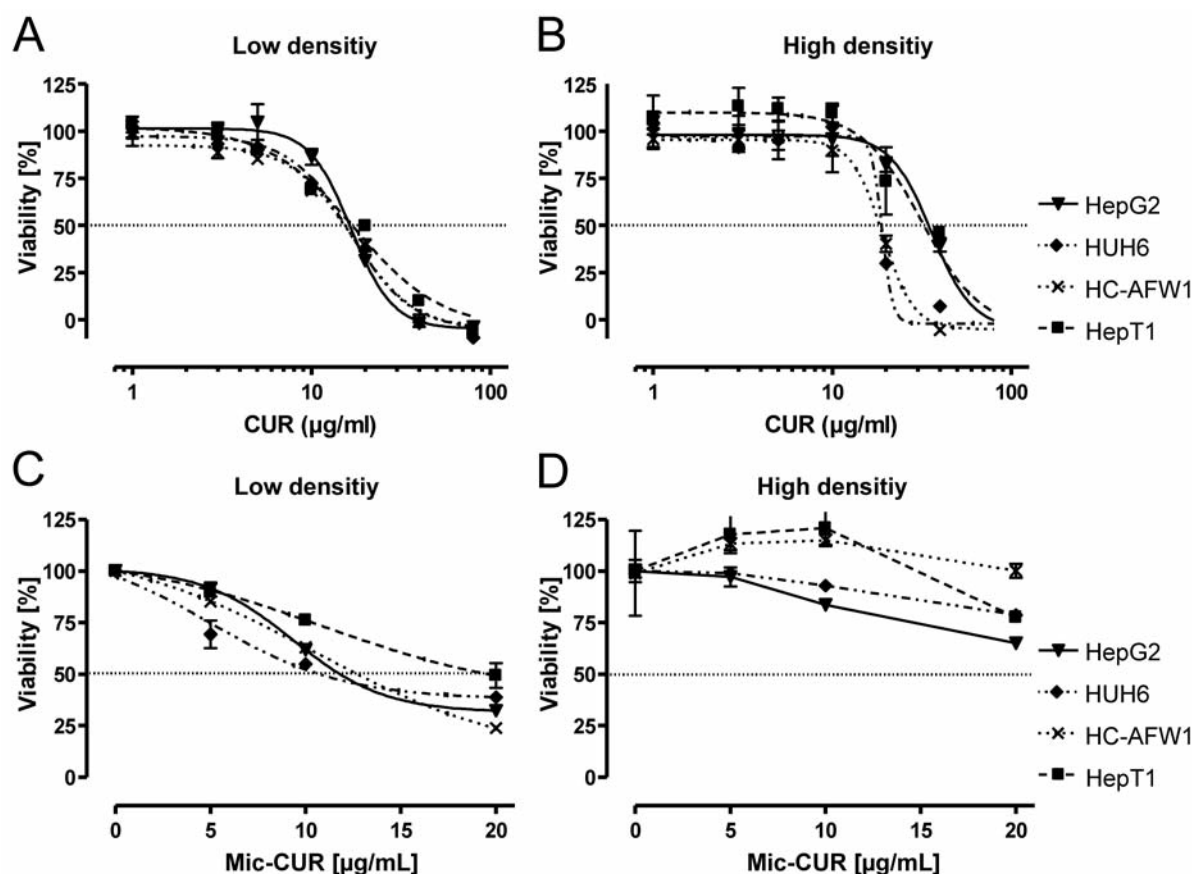 A
Low densitiy
Viability [%]
125
100
75
50
25
0
1
10
100
CUR (µg/ml)
B
High densitiy
Viability [%]
125
100
75
50
25
0
1
10
100
CUR (µg/ml)
HepG2
HUH6
HC-AFW1
HepT1
C
Low densitiy
Viability [%]
125
100
75
50
25
0
0
5
10
15
20
Mic-CUR [µg/mL]
D
High densitiy
Viability [%]
125
100
75
50
25
0
0
5
10
15
20
Mic-CUR [µg/mL]
HepG2
HUH6
HC-AFW1
HepT1